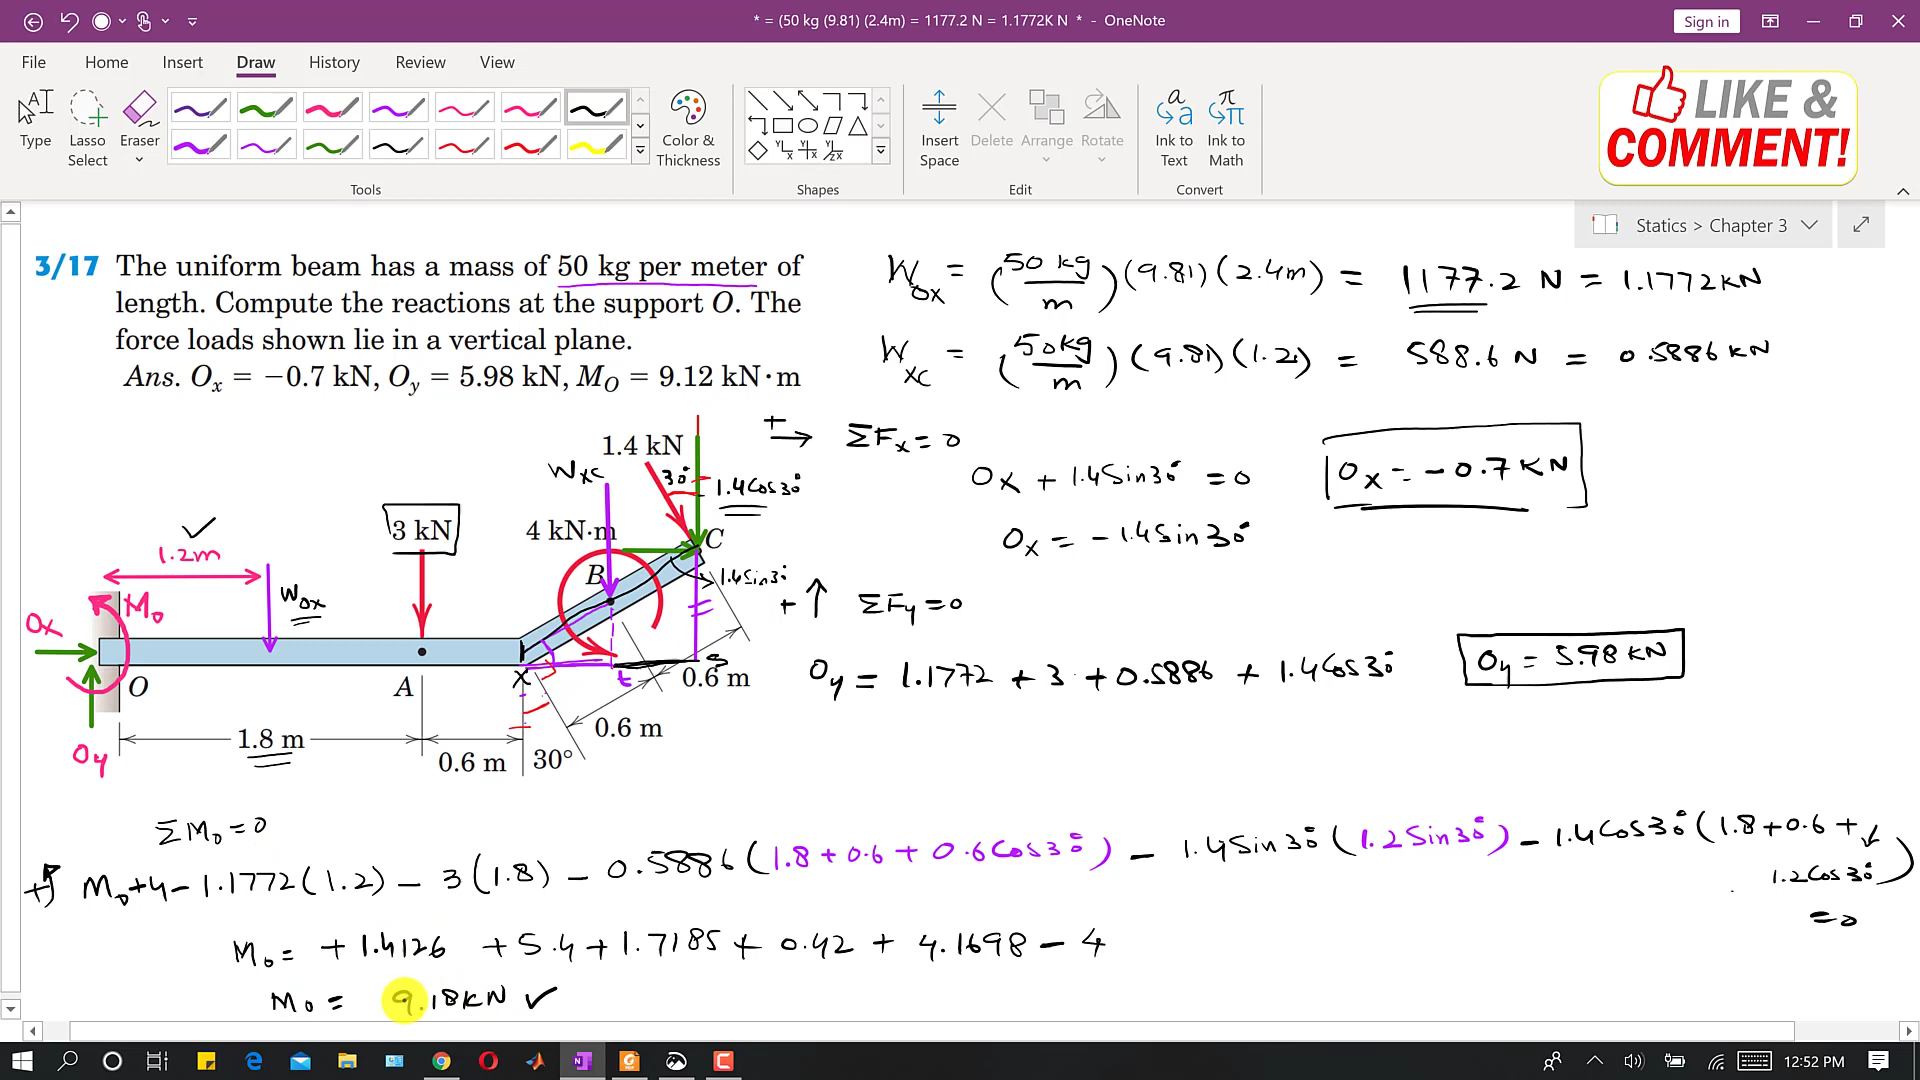 * = (50 kg (9.81) (2.4m) = 1177.2 N = 1.1772K N * - OneNote
Sign in
File Home Insert Draw History Review View
Type
Lasso Select
Eraser
Color & Thickness
Insert Space
Delete
Arrange
Rotate
Ink to Text
Ink to Math
Tools
Shapes
Edit
Convert
LIKE & COMMENT!
Statics > Chapter 3
3/17 The uniform beam has a mass of 50 kg per meter of
length. Compute the reactions at the support O. The
force loads shown lie in a vertical plane.
Ans. Ox = −0.7 kN, Oy = 5.98 kN, MO = 9.12 kN·m
WOX = (50 kg/m)(9.81)(2.4m) = 1177.2 N = 1.1772KN
WXC = (50kg/m)(9.81)(1.2) = 588.6 N = 0.5886 KN
+ → ΣFx = 0
Ox + 1.4Sin30° = 0
Ox = -1.4Sin30°
Ox = -0.7KN
+ ↑ ΣFy = 0
Oy = 1.1772 + 3 + 0.5886 + 1.4Cos30°
Oy = 5.98KN
1.4 kN
WXC
30°
1.4Cos30°
3 kN
4 kN·m
C
1.2m
B
1.4Sin30°
WOX
Mo
Ox
O
A
X
t
S
0.6 m
0.6 m
1.8 m
0.6 m
30°
Oy
ΣMo = 0
Mo+4-1.1772(1.2) - 3(1.8) - 0.5886(1.8+0.6+0.6Cos30°) - 1.4Sin30°(1.2Sin30°) - 1.4Cos30°(1.8+0.6+
1.2Cos30°)
=0
Mo = +1.4126 +5.4+1.7185+0.42+4.1698-4
Mo = 9.18KN ✓
12:52 PM